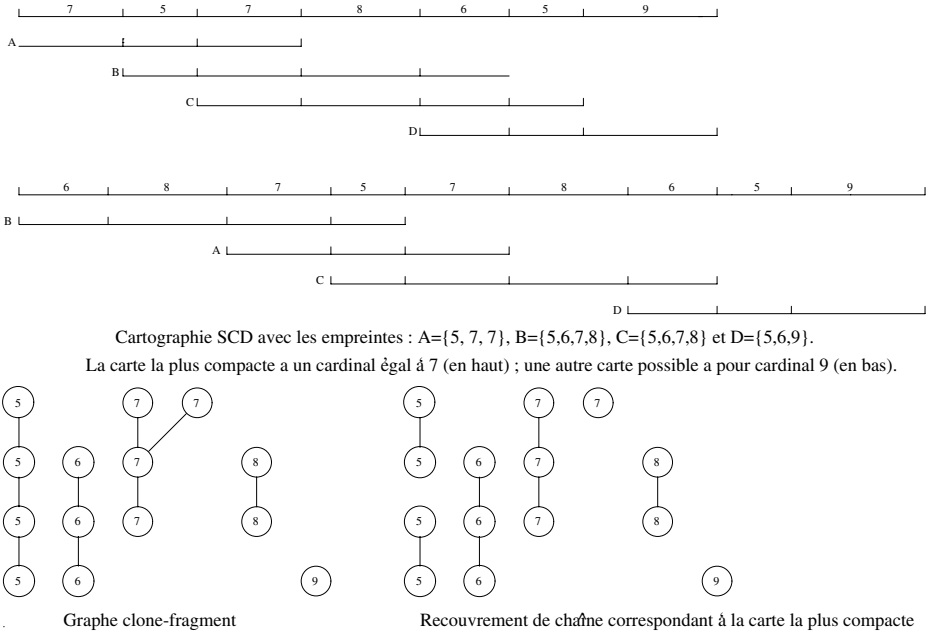 7 5 7 8 6 5 9
A
B
C
D
6 8 7 5 7 8 6 5 9
B
A
C
D
Cartographie SCD avec les empreintes : A={5, 7, 7}, B={5,6,7,8}, C={5,6,7,8} et D={5,6,9}.
La carte la plus compacte a un cardinal ėgal á 7 (en haut) ; une autre carte possible a pour cardinal 9 (en bas).
5 7 7 5 7 7
5 6 7 8 5 6 7 8
5 6 7 8 5 6 7 8
5 6 9 5 6 9
Graphe clone-fragment
Recouvrement de chaîne correspondant á la carte la plus compacte